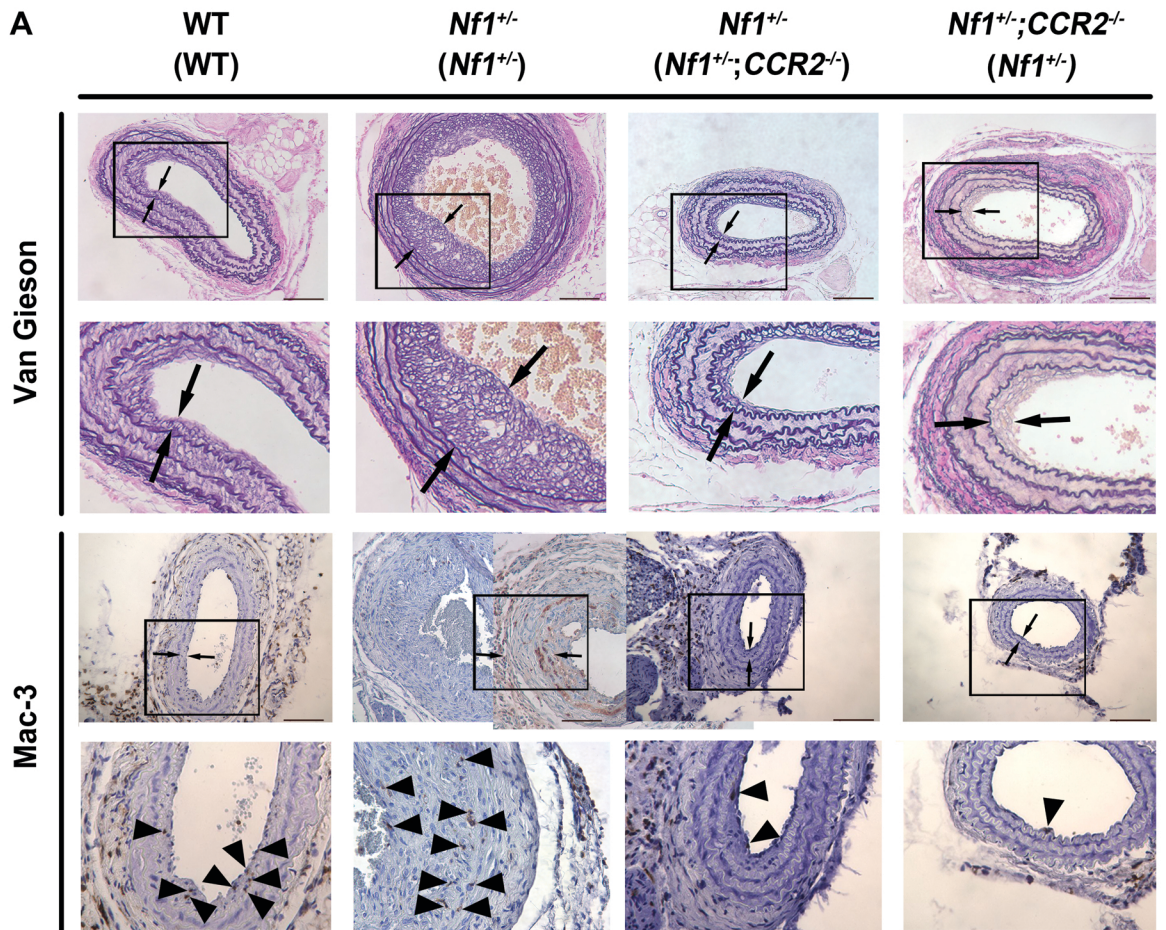 A
WT
(WT)
Nf1+/-
(Nf1+/-)
Nf1+/-
(Nf1+/-;CCR2-/-)
Nf1+/-;CCR2-/-
(Nf1+/-)
Van Gieson
Mac-3